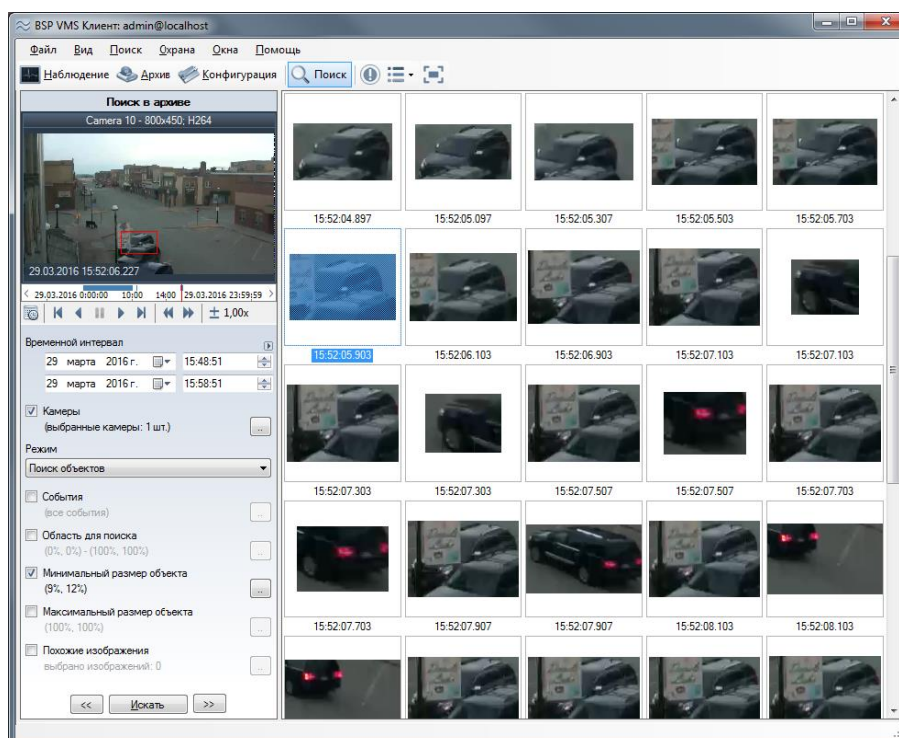 BSP VMS Клиент: admin@localhost
Файл Вид Поиск Охрана Окна Помощь
Наблюдение Архив Конфигурация Поиск
Поиск в архиве
Camera 10 - 800x450; H264
29.03.2016 15:52:06.227
29.03.2016 0:00:00 10:00 14:00 29.03.2016 23:59:59
± 1,00x
Временной интервал
29 марта 2016 г. 15:48:51
29 марта 2016 г. 15:58:51
Камеры
(выбранные камеры: 1 шт.)
..
Режим
Поиск объектов
События
(все события)
..
Область для поиска
(0%, 0%) - (100%, 100%)
..
Минимальный размер объекта
(9%, 12%)
..
Максимальный размер объекта
(100%, 100%)
..
Похожие изображения
выбрано изображений: 0
..
<< Искать >>
15:52:04.897 15:52:05.097 15:52:05.307 15:52:05.503 15:52:05.703
15:52:05.903 15:52:06.103 15:52:06.903 15:52:07.103 15:52:07.103
15:52:07.303 15:52:07.303 15:52:07.507 15:52:07.507 15:52:07.703
15:52:07.703 15:52:07.907 15:52:07.907 15:52:08.103 15:52:08.103